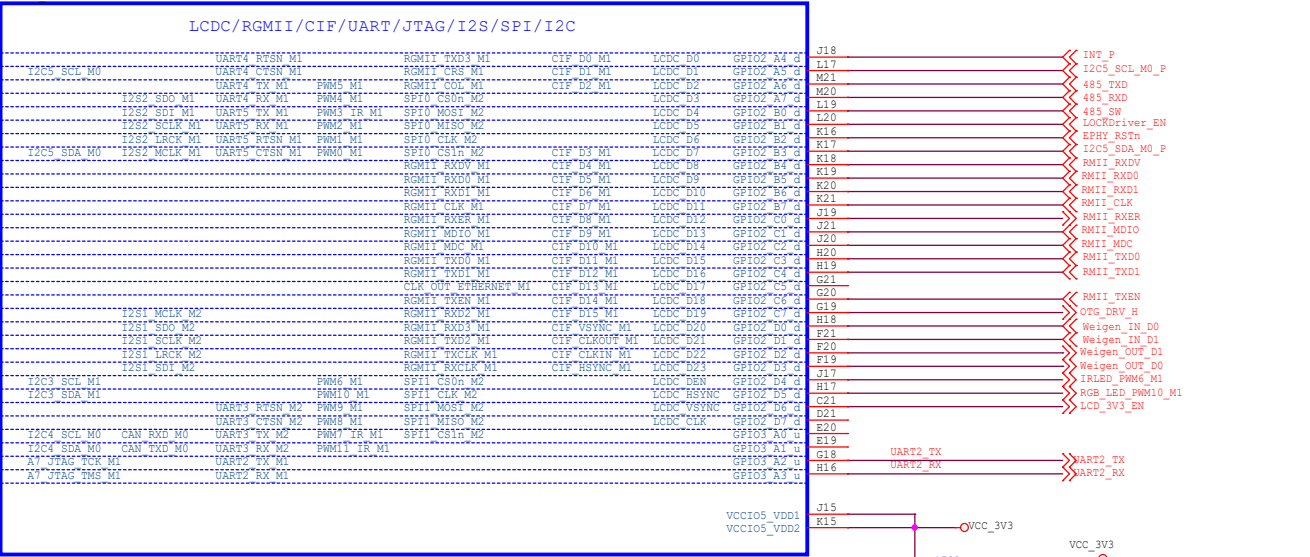 LCDC/RGMII/CIF/UART/JTAG/I2S/SPI/I2C
UART4_RTSN_M1 RGMII_TXD3_M1 CIF_D0_M1 LCDC_D0 GPIO2_A4_d J18 INT_P
I2C5_SCL_M0 UART4_CTSN_M1 RGMII_CRS_M1 CIF_D1_M1 LCDC_D1 GPIO2_A5_d L17 I2C5_SCL_M0_P
UART4_TX_M1 PWM5_M1 RGMII_COL_M1 CIF_D2_M1 LCDC_D2 GPIO2_A6_d M21 485_TXD
I2S2_SDO_M1 UART4_RX_M1 PWM4_M1 SPI0_CS0n_M2 LCDC_D3 GPIO2_A7_d M20 485_RXD
I2S2_SDI_M1 UART5_TX_M1 PWM3_IR_M1 SPI0_MOSI_M2 LCDC_D4 GPIO2_B0_d L19 485_SW
I2S2_SCLK_M1 UART5_RX_M1 PWM2_M1 SPI0_MISO_M2 LCDC_D5 GPIO2_B1_d L20 LOCKDriver_EN
I2S2_LRCK_M1 UART5_RTSN_M1 PWM1_M1 SPI0_CLK_M2 LCDC_D6 GPIO2_B2_d K16 EPHY_RSTn
I2C5_SDA_M0 I2S2_MCLK_M1 UART5_CTSN_M1 PWM0_M1 SPI0_CS1n_M2 CIF_D3_M1 LCDC_D7 GPIO2_B3_d K17 I2C5_SDA_M0_P
RGMII_RXDV_M1 CIF_D4_M1 LCDC_D8 GPIO2_B4_d K18 RMII_RXDV
RGMII_RXD0_M1 CIF_D5_M1 LCDC_D9 GPIO2_B5_d K19 RMII_RXD0
RGMII_RXD1_M1 CIF_D6_M1 LCDC_D10 GPIO2_B6_d K20 RMII_RXD1
RGMII_CLK_M1 CIF_D7_M1 LCDC_D11 GPIO2_B7_d K21 RMII_CLK
RGMII_RXER_M1 CIF_D8_M1 LCDC_D12 GPIO2_C0_d J19 RMII_RXER
RGMII_MDIO_M1 CIF_D9_M1 LCDC_D13 GPIO2_C1_d J21 RMII_MDIO
RGMII_MDC_M1 CIF_D10_M1 LCDC_D14 GPIO2_C2_d J20 RMII_MDC
RGMII_TXD0_M1 CIF_D11_M1 LCDC_D15 GPIO2_C3_d H20 RMII_TXD0
RGMII_TXD1_M1 CIF_D12_M1 LCDC_D16 GPIO2_C4_d H19 RMII_TXD1
CLK_OUT_ETHERNET_M1 CIF_D13_M1 LCDC_D17 GPIO2_C5_d G21
RGMII_TXEN_M1 CIF_D14_M1 LCDC_D18 GPIO2_C6_d G20 RMII_TXEN
I2S1_MCLK_M2 RGMII_RXD2_M1 CIF_D15_M1 LCDC_D19 GPIO2_C7_d G19 OTG_DRV_H
I2S1_SDO_M2 RGMII_RXD3_M1 CIF_VSYNC_M1 LCDC_D20 GPIO2_D0_d H18 Weigen_IN_D0
I2S1_SCLK_M2 RGMII_TXD2_M1 CIF_CLKOUT_M1 LCDC_D21 GPIO2_D1_d F21 Weigen_IN_D1
I2S1_LRCK_M2 RGMII_TXCLK_M1 CIF_CLKIN_M1 LCDC_D22 GPIO2_D2_d F20 Weigen_OUT_D1
I2S1_SDI_M2 RGMII_RXCLK_M1 CIF_HSYNC_M1 LCDC_D23 GPIO2_D3_d F19 Weigen_OUT_D0
I2C3_SCL_M1 PWM6_M1 SPI1_CS0n_M2 LCDC_DEN GPIO2_D4_d J17 IRLED_PWM6_M1
I2C3_SDA_M1 PWM10_M1 SPI1_CLK_M2 LCDC_HSYNC GPIO2_D5_d H17 RGB_LED_PWM10_M1
UART3_RTSN_M2 PWM9_M1 SPI1_MOSI_M2 LCDC_VSYNC GPIO2_D6_d C21 LCD_3V3_EN
UART3_CTSN_M2 PWM8_M1 SPI1_MISO_M2 LCDC_CLK GPIO2_D7_d D21
I2C4_SCL_M0 CAN_RXD_M0 UART3_TX_M2 PWM7_IR_M1 SPI1_CS1n_M2 GPIO3_A0_u E20
I2C4_SDA_M0 CAN_TXD_M0 UART3_RX_M2 PWM11_IR_M1 GPIO3_A1_u E19
A7_JTAG_TCK_M1 UART2_TX_M1 GPIO3_A2_u G18 UART2_TX UART2_TX
A7_JTAG_TMS_M1 UART2_RX_M1 GPIO3_A3_u H16 UART2_RX UART2_RX
VCCIO5_VDD1 J15
VCCIO5_VDD2 K15 VCC_3V3
VCC_3V3